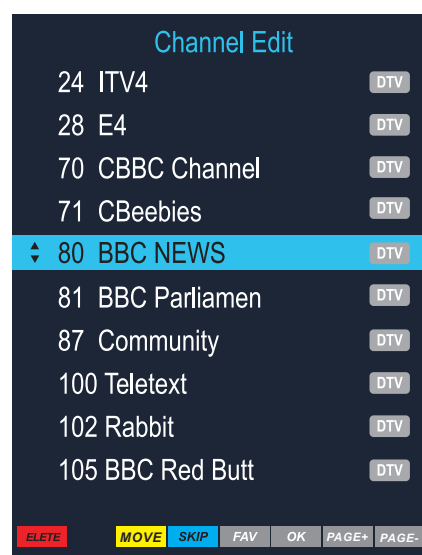 Channel Edit
24 ITV4 DTV
28 E4 DTV
70 CBBC Channel DTV
71 CBeebies DTV
80 BBC NEWS DTV
81 BBC Parliamen DTV
87 Community DTV
100 Teletext DTV
102 Rabbit DTV
105 BBC Red Butt DTV
ELETE MOVE SKIP FAV OK PAGE+ PAGE-